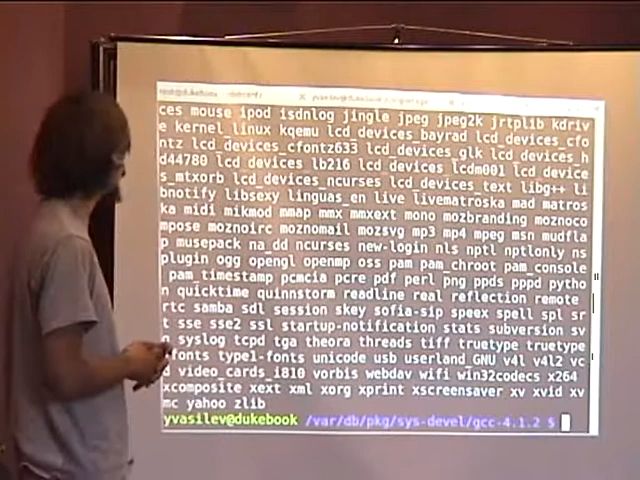 ces mouse ipod isdnlog jingle jpeg jpeg2k jrtplib kdriv
e kernel_linux kqemu lcd_devices_bayrad lcd_devices_cfo
ntz lcd_devices_cfontz633 lcd_devices_glk lcd_devices_h
d44780 lcd_devices lb216 lcd_devices_lcdm001 lcd_device
s_mtxorb lcd_devices_ncurses lcd_devices_text libg++ li
bnotify libsexy linguas_en live livematroska mad matros
ka midi mikmod mmap mmx mmxext mono mozbranding moznoco
mpose moznoirc moznomail mozsvg mp3 mp4 mpeg msn mudfla
p musepack na_dd ncurses new-login nls nptl nptlonly ns
plugin ogg opengl openmp oss pam pam_chroot pam_console
pam_timestamp pcmcia pcre pdf perl png ppds pppd pytho
n quicktime quinnstorm readline real reflection remote
rtc samba sdl session skey sofia-sip speex spell spl sr
t sse sse2 ssl startup-notification stats subversion sv
syslog tcpd tga theora threads tiff truetype truetype
fonts type1-fonts unicode usb userland_GNU v4l v4l2 vc
d video_cards_i810 vorbis webdav wifi win32codecs x264
xcomposite xext xml xorg xprint xscreensaver xv xvid xv
mc yahoo zlib
yvasilev@dukebook /var/db/pkg/sys-devel/gcc-4.1.2 $